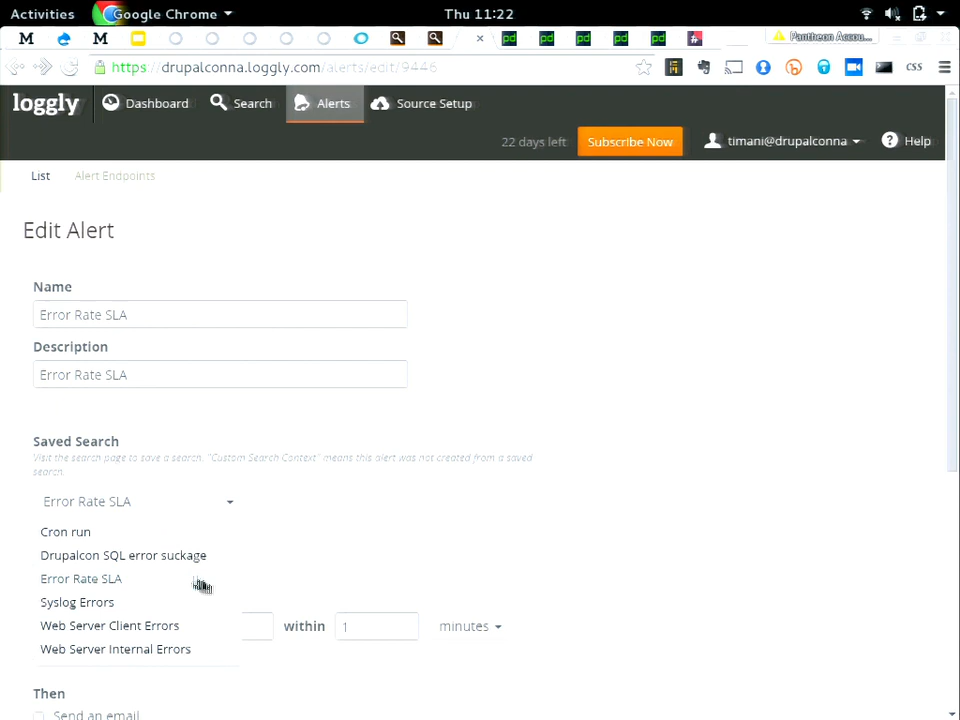 Activities Google Chrome Thu 11:22
Pantheon Accou...
https://drupalconna.loggly.com/alerts/edit/9446
CSS
loggly Dashboard Search Alerts Source Setup
22 days left Subscribe Now timani@drupalconna Help
List Alert Endpoints
Edit Alert
Name
Error Rate SLA
Description
Error Rate SLA
Saved Search
Visit the search page to save a search. "Custom Search Context" means this alert was not created from a saved
search.
Error Rate SLA
Cron run
Drupalcon SQL error suckage
Error Rate SLA
Syslog Errors
within 1 minutes
Web Server Client Errors
Web Server Internal Errors
Then
Send an email